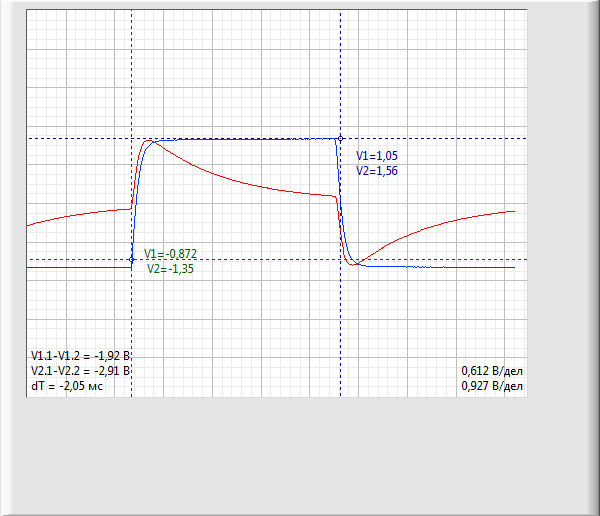 V1=1,05
V2=1,56
V1=-0,872
V2=-1,35
V1.1-V1.2 = -1,92 В
V2.1-V2.2 = -2,91 В
dT = -2,05 мс
0,612 В/дел
0,927 В/дел